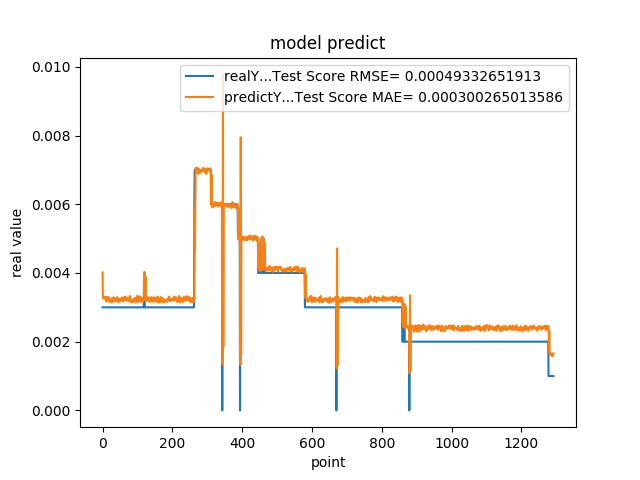 model predict
realY...Test Score RMSE= 0.00049332651913
predictY...Test Score MAE= 0.000300265013586
real value
0.010
0.008
0.006
0.004
0.002
0.000
0 200 400 600 800 1000 1200
point